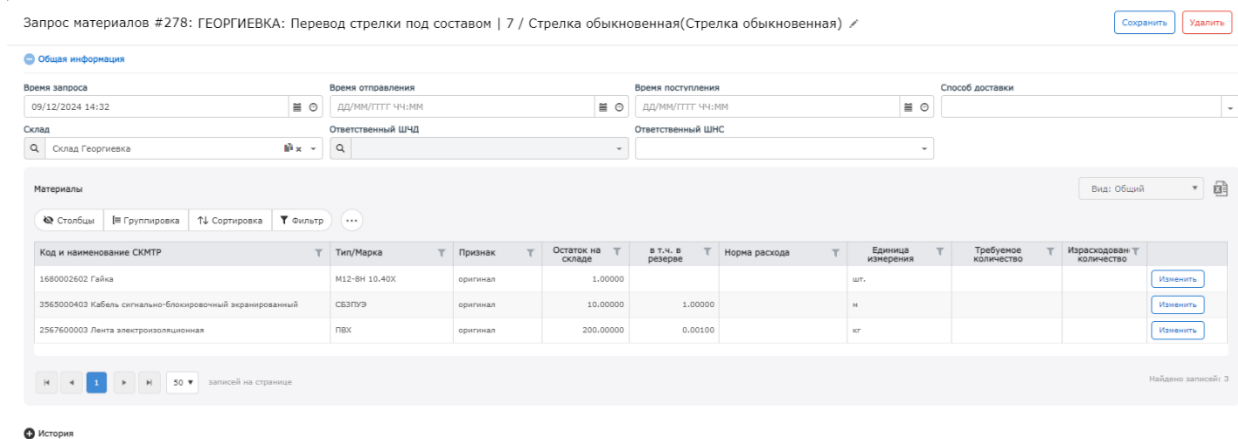 Запрос материалов #278: ГЕОРГИЕВКА: Перевод стрелки под составом | 7 / Стрелка обыкновенная(Стрелка обыкновенная)
Сохранить Удалить
Общая информация
Время запроса Время отправления Время поступления Способ доставки
09/12/2024 14:32 ДД/ММ/ГГГГ ЧЧ:ММ ДД/ММ/ГГГГ ЧЧ:ММ
Склад Ответственный ШЧД Ответственный ШНС
Склад Георгиевка
Материалы Вид: Общий
Столбцы Группировка Сортировка Фильтр ...
Код и наименование СКМТР Тип/Марка Признак Остаток на складе в т.ч. в резерве Норма расхода Единица измерения Требуемое количество Израсходован количество
1680002602 Гайка М12-8Н 10.40Х оригинал 1.00000 шт. Изменить
3565000403 Кабель сигнально-блокировочный экранированный СБЗПУЭ оригинал 10.00000 1.00000 м Изменить
2567600003 Лента электроизоляционная ПВХ оригинал 200.00000 0.00100 кг Изменить
1 50 записей на странице Найдено записей: 3
История